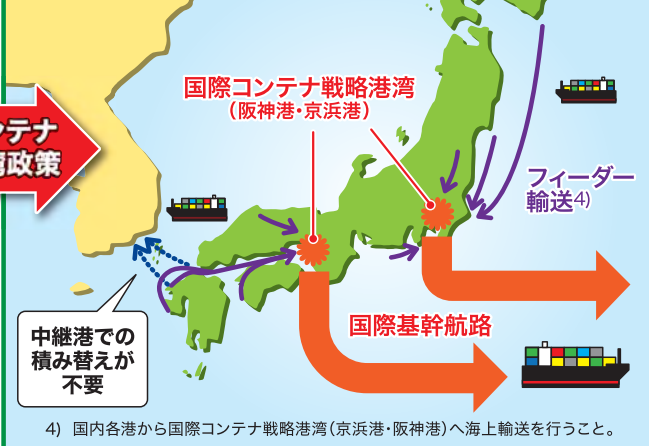 国際コンテナ戦略港湾
（阪神港・京浜港）
ンテナ
政策
フィーダー
輸送4)
中継港での
積み替えが
不要
国際基幹航路
4) 国内各港から国際コンテナ戦略港湾（京浜港・阪神港）へ海上輸送を行うこと。